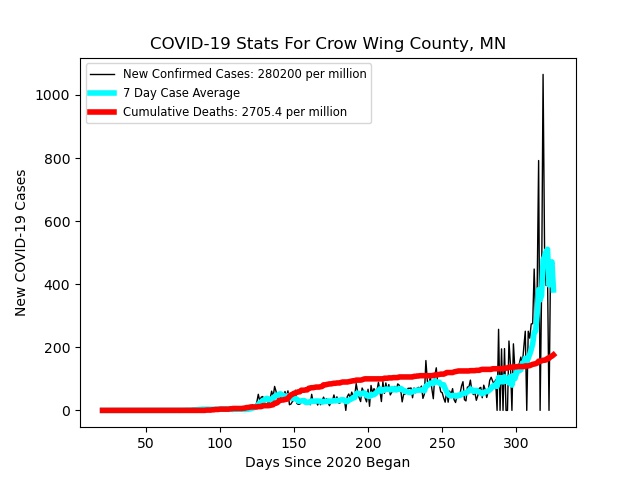 COVID-19 Stats For Crow Wing County, MN
New Confirmed Cases: 280200 per million
7 Day Case Average
Cumulative Deaths: 2705.4 per million
New COVID-19 Cases
1000
800
600
400
200
0
50 100 150 200 250 300
Days Since 2020 Began